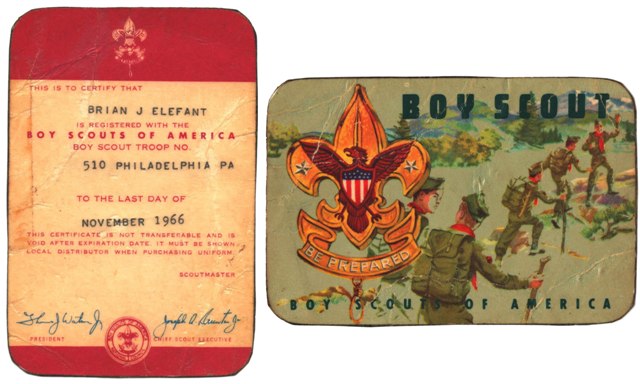 THIS IS TO CERTIFY THAT
BRIAN J ELEFANT
IS REGISTERED WITH THE
BOY SCOUTS OF AMERICA
BOY SCOUT TROOP NO.
510 PHILADELPHIA PA
TO THE LAST DAY OF
NOVEMBER 1966
THIS CERTIFICATE IS NOT TRANSFERABLE AND IS
VOID AFTER EXPIRATION DATE. IT MUST BE SHOWN
LOCAL DISTRIBUTOR WHEN PURCHASING UNIFORM.
SCOUTMASTER
PRESIDENT
CHIEF SCOUT EXECUTIVE
BOY SCOUT
BE PREPARED
BOY SCOUTS OF AMERICA